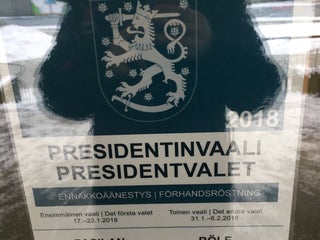 2018
PRESIDENTINVAALI
PRESIDENTVALET
ENNAKKOÄÄNESTYS | FÖRHANDSRÖSTNING
Ensimmäinen vaali | Det första valet
17.–23.1.2018
Toinen vaali | Det andra valet
31.1.–6.2.2018